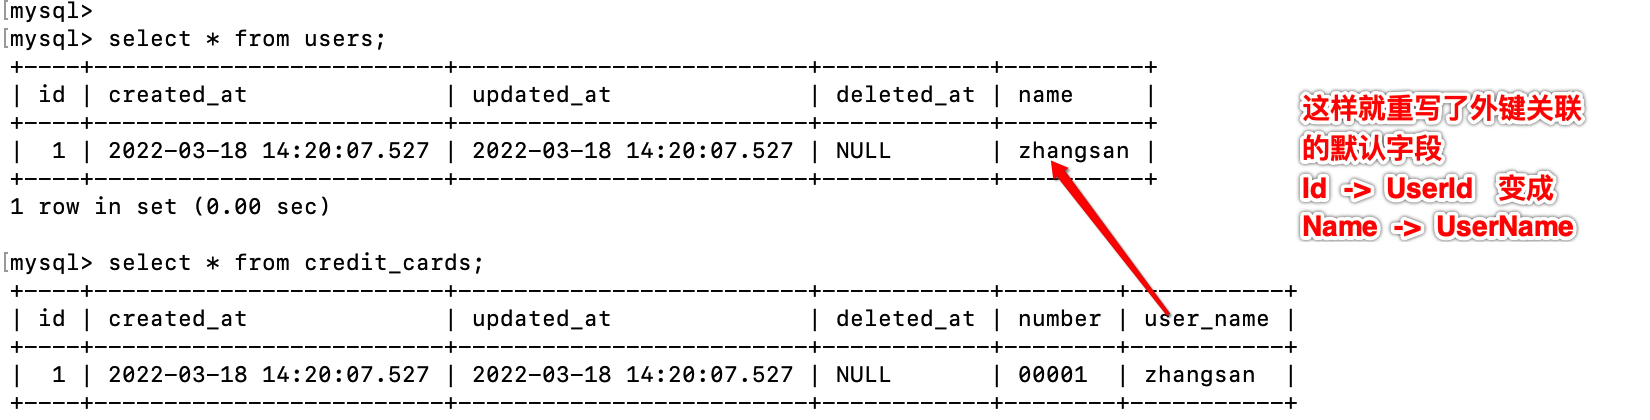 mysql>
mysql> select * from users;
+----+-------------------------+-------------------------+------------+----------+
| id | created_at | updated_at | deleted_at | name |
+----+-------------------------+-------------------------+------------+----------+
| 1 | 2022-03-18 14:20:07.527 | 2022-03-18 14:20:07.527 | NULL | zhangsan |
+----+-------------------------+-------------------------+------------+----------+
1 row in set (0.00 sec)
这样就重写了外键关联
的默认字段
Id -> UserId 变成
Name -> UserName
mysql> select * from credit_cards;
+----+-------------------------+-------------------------+------------+--------+-----------+
| id | created_at | updated_at | deleted_at | number | user_name |
+----+-------------------------+-------------------------+------------+--------+-----------+
| 1 | 2022-03-18 14:20:07.527 | 2022-03-18 14:20:07.527 | NULL | 00001 | zhangsan |
+----+-------------------------+-------------------------+------------+--------+-----------+